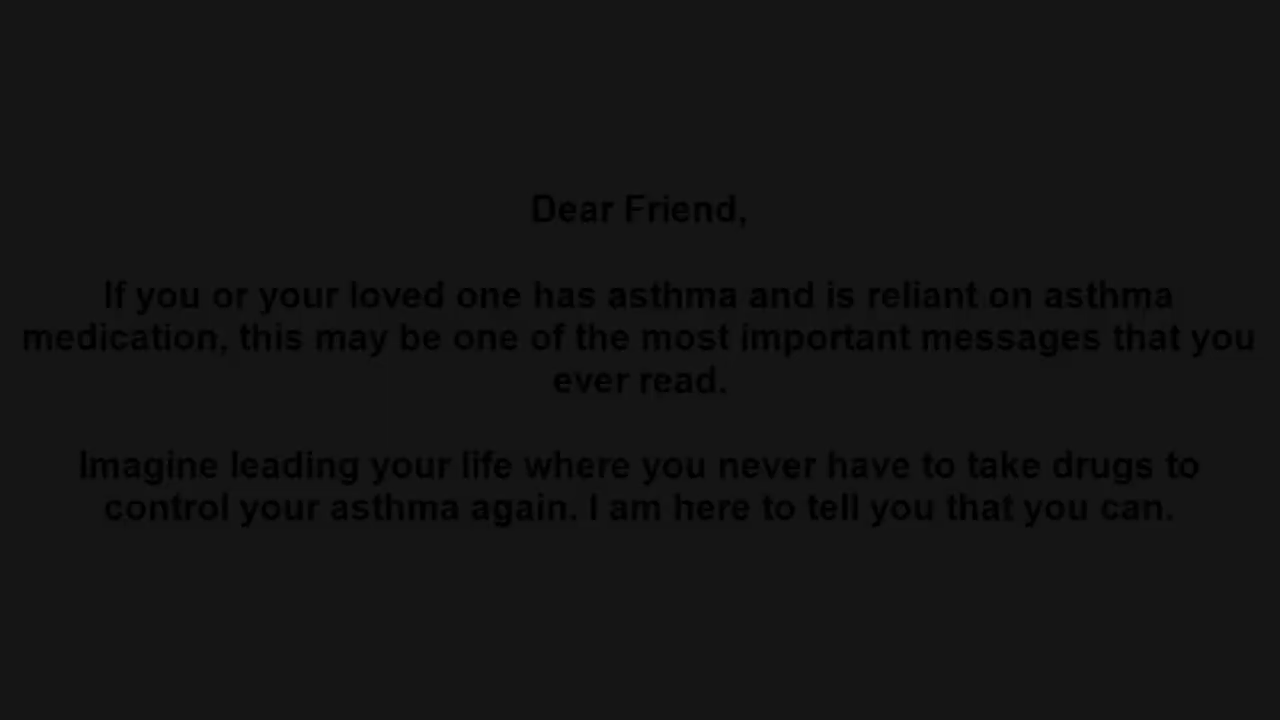 Dear Friend,
If you or your loved one has asthma and is reliant on asthma
medication, this may be one of the most important messages that you
ever read.
Imagine leading your life where you never have to take drugs to
control your asthma again. I am here to tell you that you can.